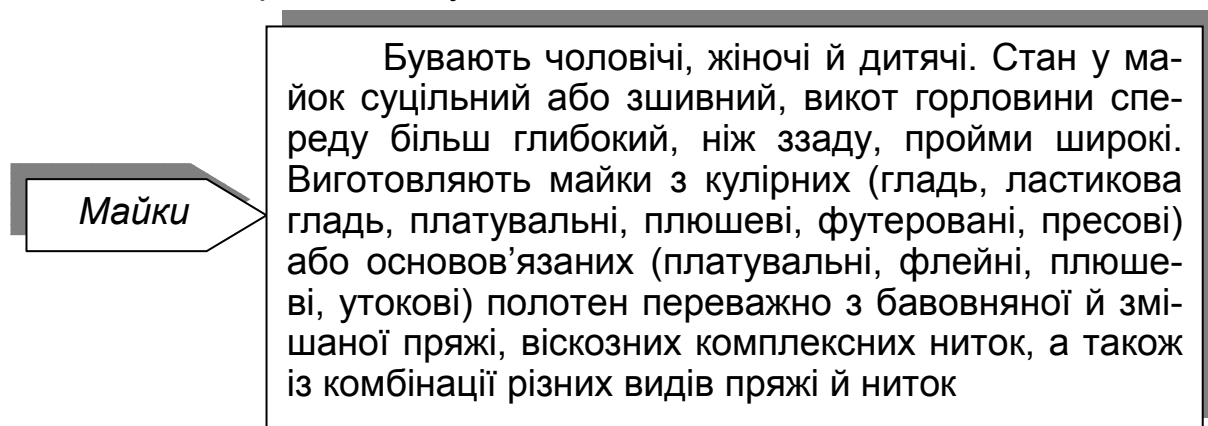 Майки
Бувають чоловічі, жіночі й дитячі. Стан у ма-
йок суцільний або зшивний, викот горловини спе-
реду більш глибокий, ніж ззаду, пройми широкі.
Виготовляють майки з кулірних (гладь, ластикова
гладь, платувальні, плюшеві, футеровані, пресові)
або основов’язаних (платувальні, флейні, плюше-
ві, утокові) полотен переважно з бавовняної й змі-
шаної пряжі, віскозних комплексних ниток, а також
із комбінації різних видів пряжі й ниток